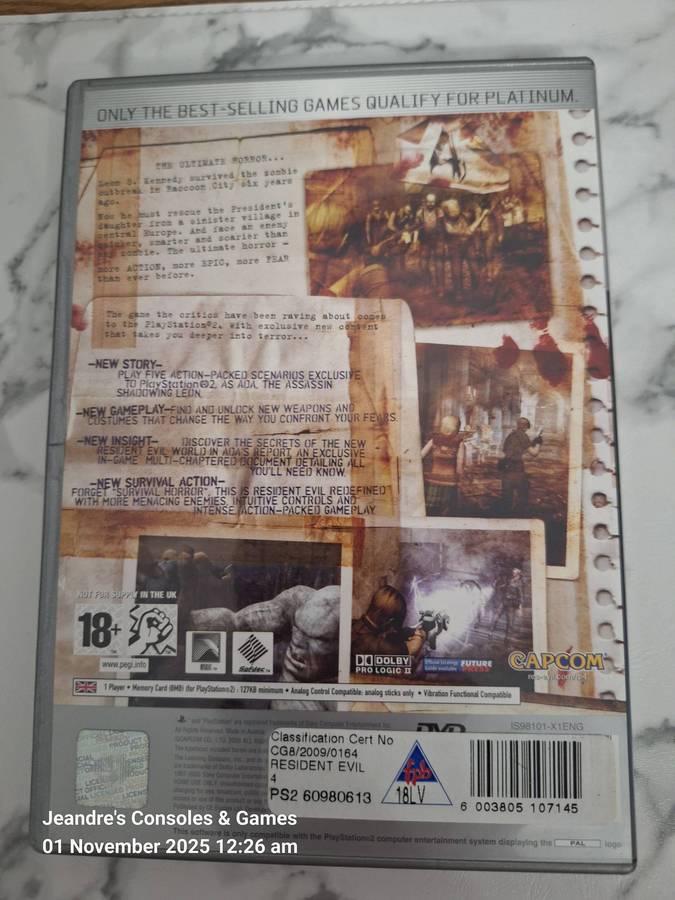 ONLY THE BEST-SELLING GAMES QUALIFY FOR PLATINUM.
THE ULTIMATE HORROR...
Leon S. Kennedy survived the zombie
outbreak in Raccoon City six years
ago.
Now he must rescue the President's
daughter from a sinister village in
central Europe. And face an enemy
quicker, smarter and scarier than
any zombie. The ultimate horror –
more ACTION, more EPIC, more FEAR
than ever before.
4
The game the critics have been raving about comes
to the PlayStation®2. With exclusive new content
that takes you deeper into terror...
–NEW STORY–
PLAY FIVE ACTION-PACKED SCENARIOS EXCLUSIVE
TO PlayStation®2, AS ADA, THE ASSASSIN
SHADOWING LEON.
–NEW GAMEPLAY–FIND AND UNLOCK NEW WEAPONS AND
COSTUMES THAT CHANGE THE WAY YOU CONFRONT YOUR FEARS.
–NEW INSIGHT– DISCOVER THE SECRETS OF THE NEW
RESIDENT EVIL WORLD IN ADA'S REPORT, AN EXCLUSIVE
IN-GAME MULTI-CHAPTERED DOCUMENT DETAILING ALL
YOU'LL NEED KNOW.
–NEW SURVIVAL ACTION–
FORGET "SURVIVAL HORROR", THIS IS RESIDENT EVIL REDEFINED
WITH MORE MENACING ENEMIES, INTUITIVE CONTROLS AND
INTENSE, ACTION-PACKED GAMEPLAY
NOT FOR SUPPLY IN THE UK
18+
www.pegi.info
DOLBY
PRO LOGIC II
FUTURE
PRESS
CAPCOM
1 Player • Memory Card (8MB) (for PlayStation®2) : 127KB minimum • Analog Control Compatible: analog sticks only • Vibration Functional Compatible
IS98101-X1ENG
Classification Cert No
CG8/2009/0164
RESIDENT EVIL
4
PS2 60980613
fpb
18LV
6 003805 107145
This software is only compatible with the PlayStation®2 computer entertainment system displaying the PAL logo
Jeandre's Consoles & Games
01 November 2025 12:26 am